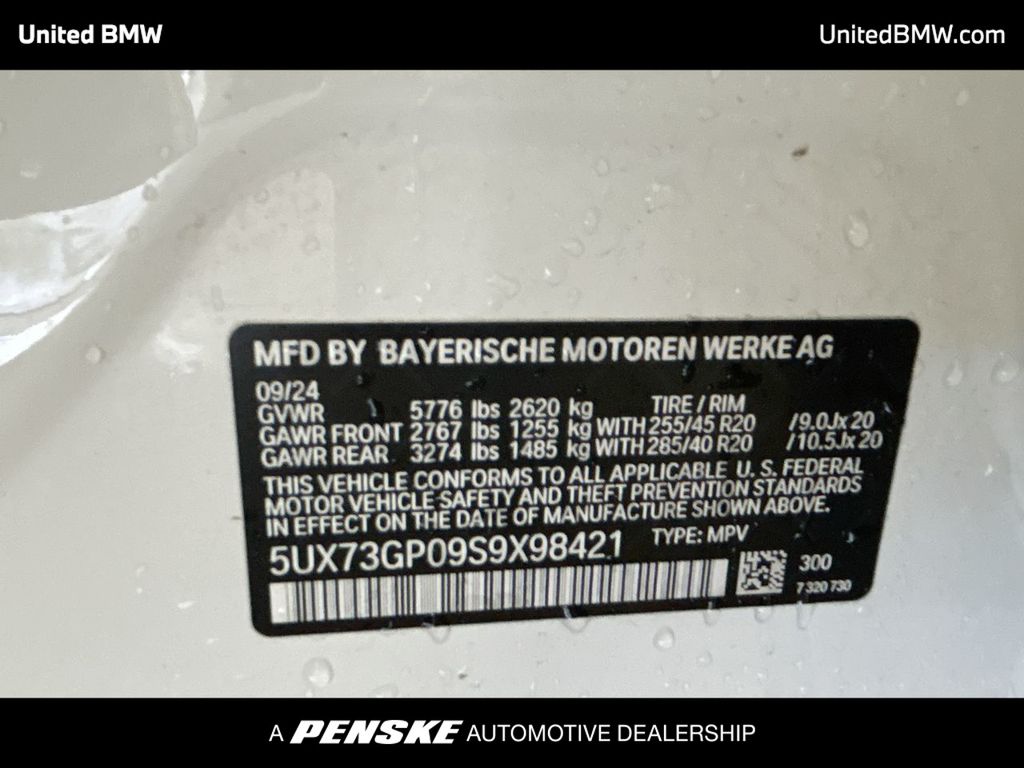 United BMW
UnitedBMW.com
MFD BY BAYERISCHE MOTOREN WERKE AG
09/24
GVWR 5776 lbs 2620 kg TIRE / RIM
GAWR FRONT 2767 lbs 1255 kg WITH 255/45 R20 /9.0Jx20
GAWR REAR 3274 lbs 1485 kg WITH 285/40 R20 /10.5Jx20
THIS VEHICLE CONFORMS TO ALL APPLICABLE U. S. FEDERAL
MOTOR VEHICLE SAFETY AND THEFT PREVENTION STANDARDS
IN EFFECT ON THE DATE OF MANUFACTURE SHOWN ABOVE.
5UX73GP09S9X98421 TYPE: MPV
300
7 320 730
A PENSKE AUTOMOTIVE DEALERSHIP